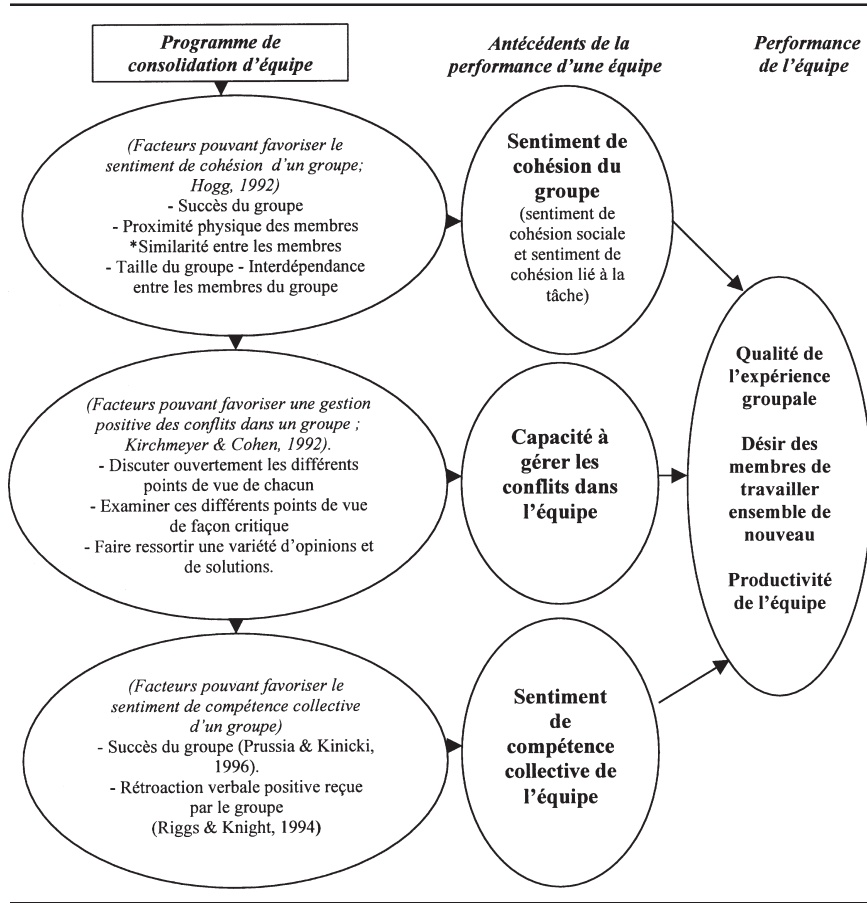 Programme de
consolidation d'équipe
Antécédents de la
performance d'une équipe
Performance
de l'équipe
(Facteurs pouvant favoriser le
sentiment de cohésion d'un groupe;
Hogg, 1992)
- Succès du groupe
- Proximité physique des membres
*Similarité entre les membres
- Taille du groupe - Interdépendance
entre les membres du groupe
Sentiment de
cohésion du
groupe
(sentiment de
cohésion sociale
et sentiment de
cohésion lié à la
tâche)
(Facteurs pouvant favoriser une gestion
positive des conflits dans un groupe ;
Kirchmeyer & Cohen, 1992).
- Discuter ouvertement les différents
points de vue de chacun
- Examiner ces différents points de vue
de façon critique
- Faire ressortir une variété d'opinions et
de solutions.
Capacité à
gérer les
conflits dans
l'équipe
Qualité de
l'expérience
groupale
Désir des
membres de
travailler
ensemble de
nouveau
Productivité
de l'équipe
(Facteurs pouvant favoriser le
sentiment de compétence collective
d'un groupe)
- Succès du groupe (Prussia & Kinicki,
1996).
- Rétroaction verbale positive reçue
par le groupe
(Riggs & Knight, 1994)
Sentiment
de
compétence
collective de
l'équipe